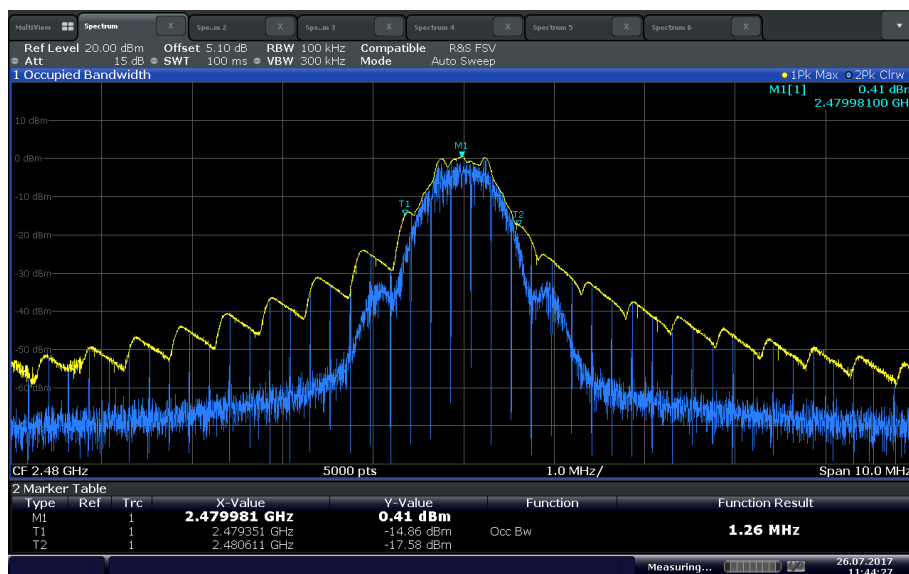 MultiView Spectrum X Spe..m 2 X Spe..m 3 X Spectrum 4 X Spectrum 5 X Spectrum 6 X
Ref Level 20.00 dBm Offset 5.10 dB RBW 100 kHz Compatible R&S FSV
Att 15 dB SWT 100 ms VBW 300 kHz Mode Auto Sweep
1 Occupied Bandwidth 1Pk Max 2Pk Clrw
M1[1] 0.41 dBm
2.47998100 GH
10 dBm
M1
0 dBm
-10 dBm
T1
T2
-20 dBm
-30 dBm
-40 dBm
-50 dBm
-60 dBm
CF 2.48 GHz 5000 pts 1.0 MHz/ Span 10.0 MHz
2 Marker Table
Type Ref Trc X-Value Y-Value Function Function Result
M1 1 2.479981 GHz 0.41 dBm
T1 1 2.479351 GHz -14.86 dBm Occ Bw 1.26 MHz
T2 1 2.480611 GHz -17.58 dBm
Measuring... 26.07.2017
11:44:27